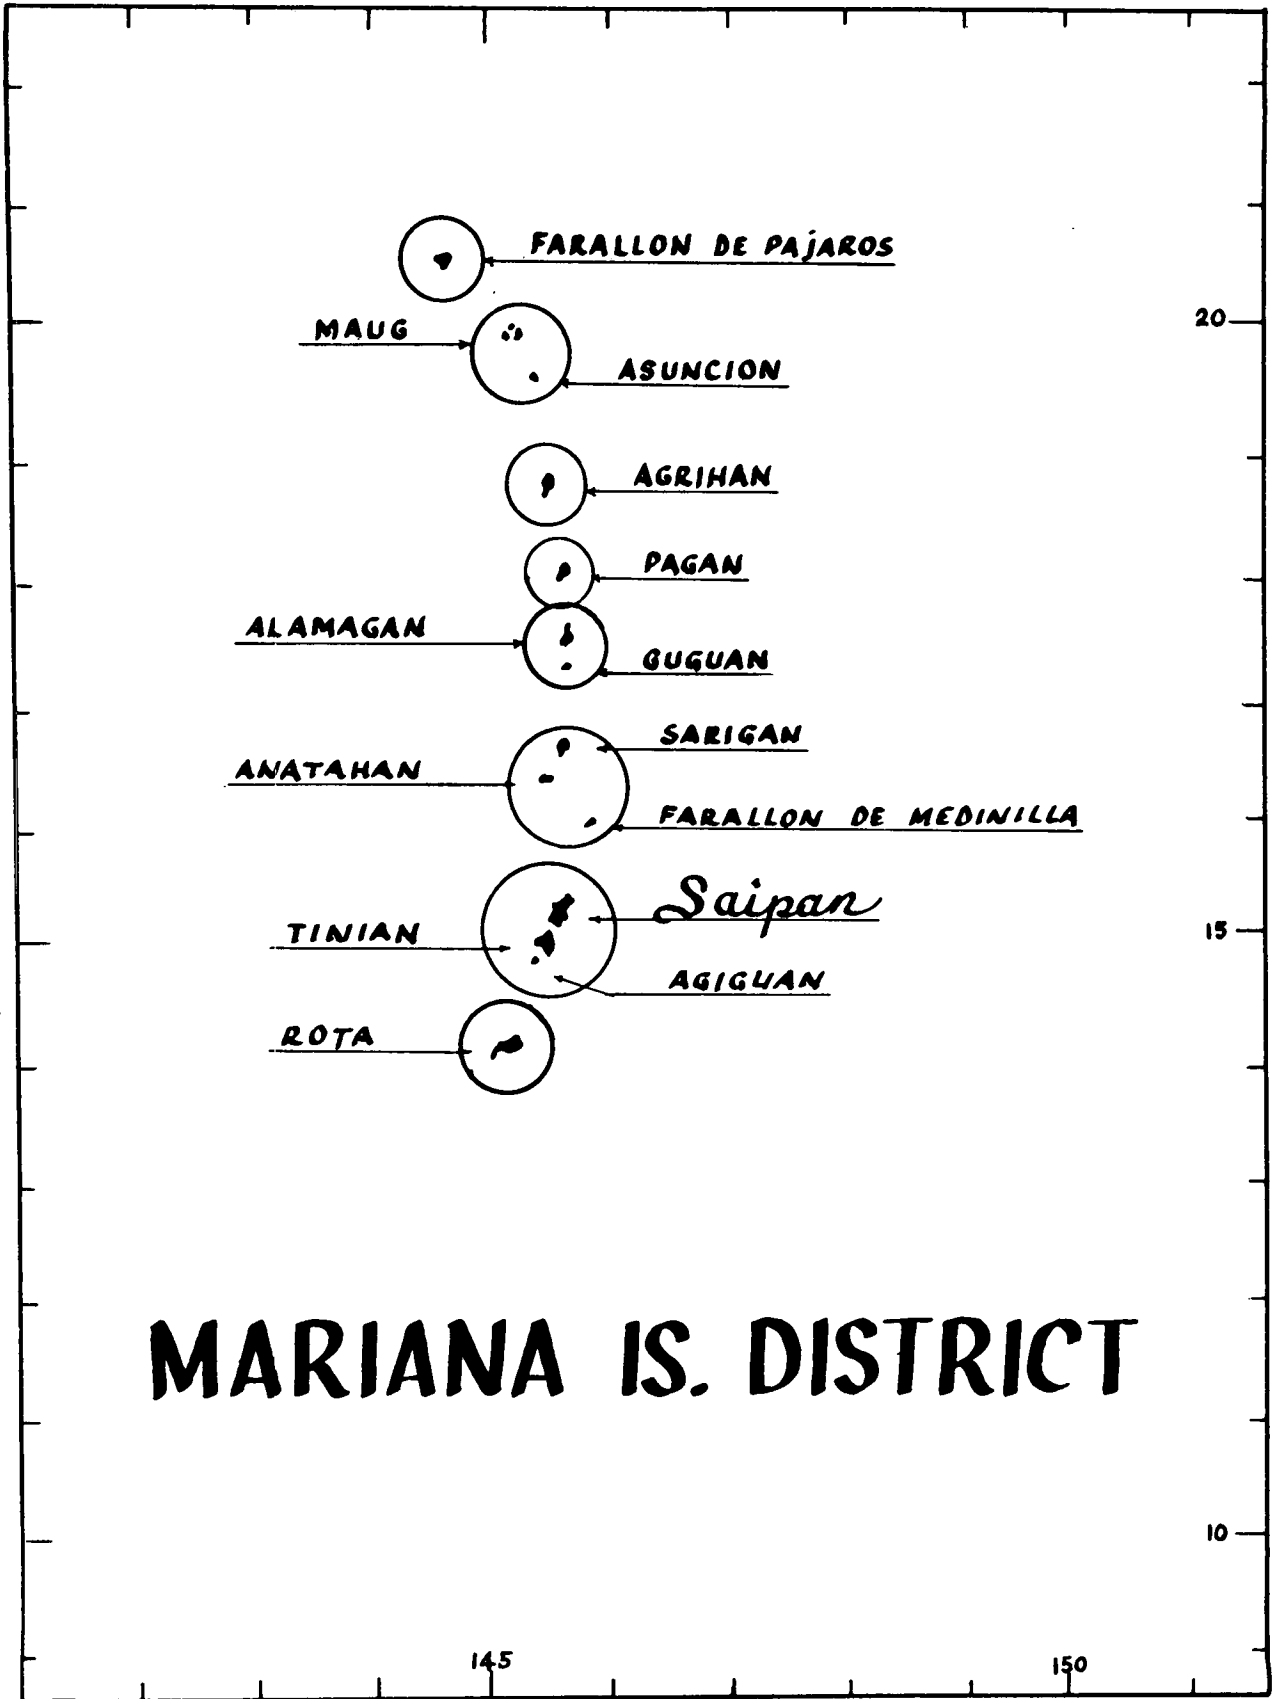 FARALLON DE PAJAROS
MAUG
20
ASUNCION
AGRIHAN
PAGAN
ALAMAGAN
GUGUAN
SARIGAN
ANATAHAN
FARALLON DE MEDINILLA
Saipan
TINIAN
15
AGIGUAN
ROTA
MARIANA IS. DISTRICT
10
145
150